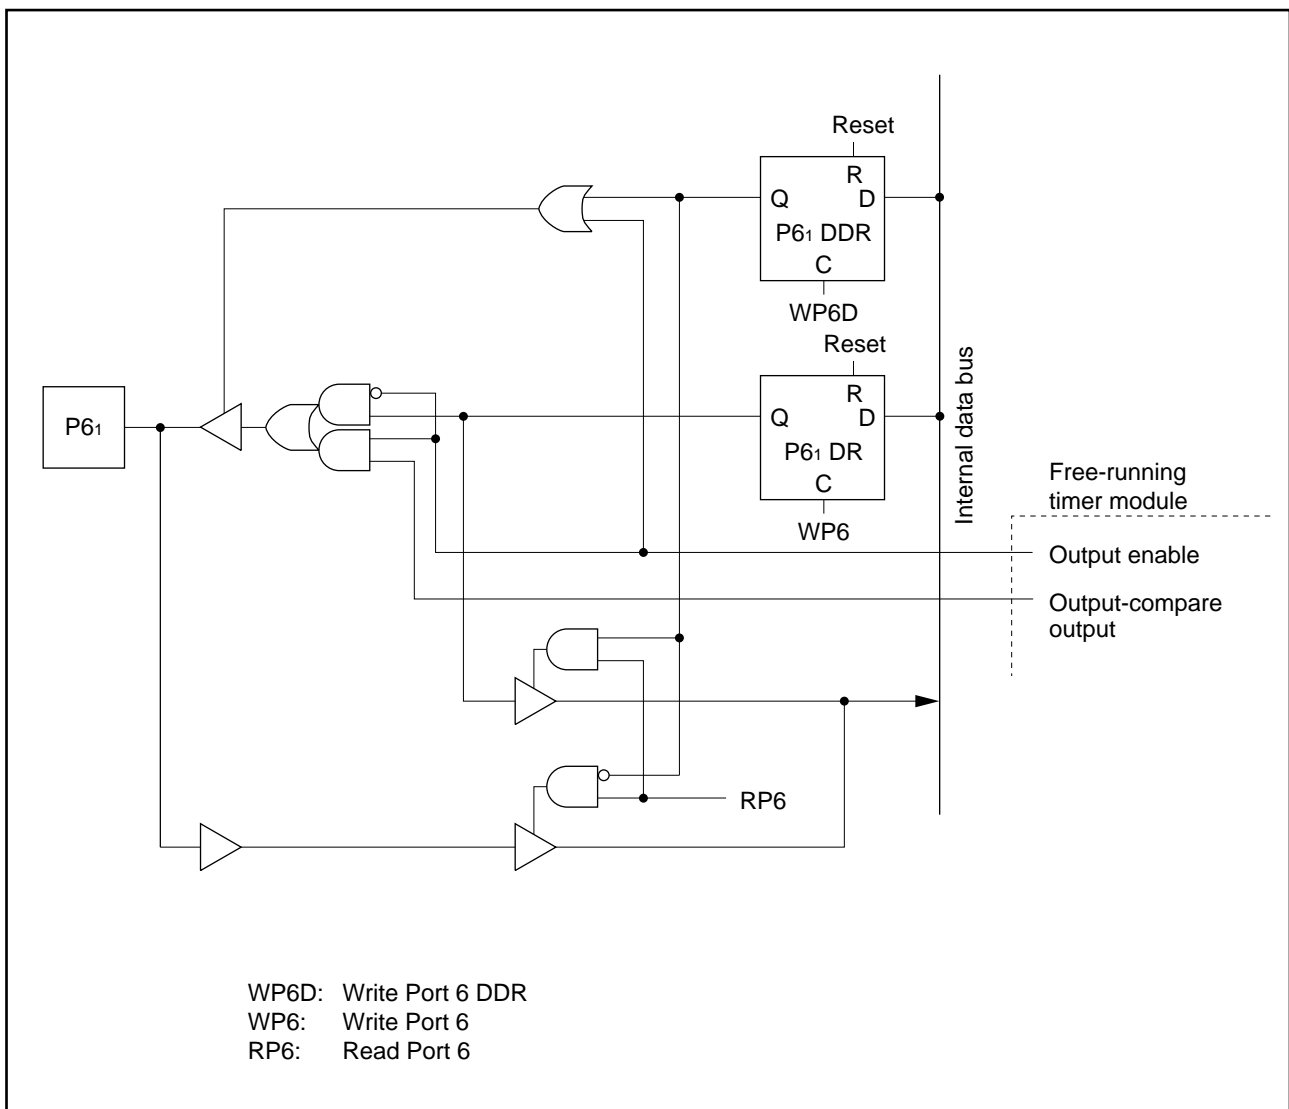 Reset
R
Q D
P6₁ DDR
C
WP6D
Reset
R
Q D
P6₁ DR
C
WP6
P6₁
Internal data bus
Free-running
timer module
Output enable
Output-compare
output
RP6
WP6D: Write Port 6 DDR
WP6: Write Port 6
RP6: Read Port 6